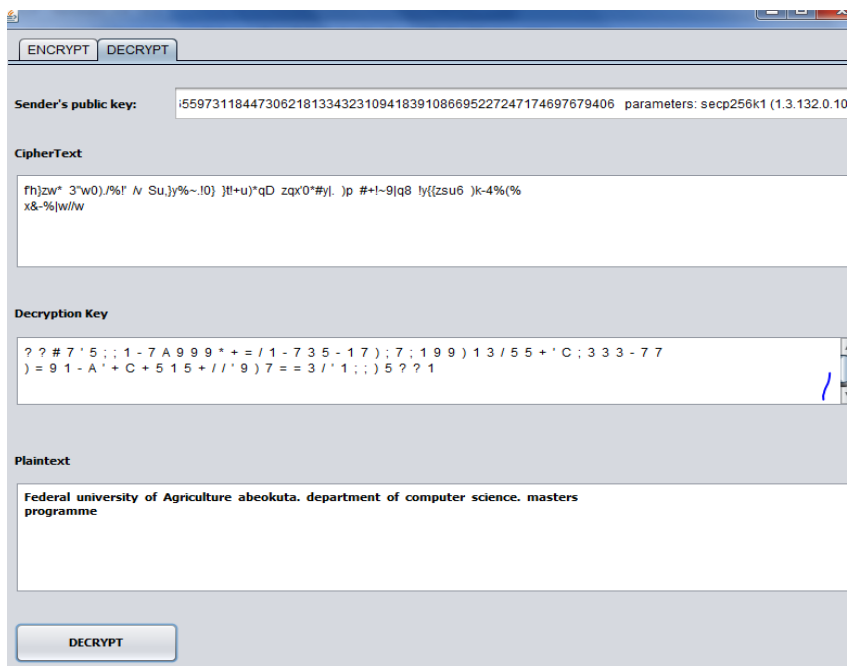 ENCRYPT DECRYPT
Sender's public key: 55973118447306218133432310941839108669522724717469767​9406 parameters: secp256k1 (1.3.132.0.10
CipherText
fh}zw* 3"w0)./%!' /v Su,}y%~.!0} }t!+u)*qD zqx'0*#y|. )p #+!~9|q8 !y{{zsu6 )k-4%(%
x&-%|w//w
Decryption Key
? ? # 7 ' 5 ; ; 1 - 7 A 9 9 9 * + = / 1 - 7 3 5 - 1 7 ) ; 7 ; 1 9 9 ) 1 3 / 5 5 + ' C ; 3 3 3 - 7 7
) = 9 1 - A ' + C + 5 1 5 + / / ' 9 ) 7 = = 3 / ' 1 ; ; ) 5 ? ? 1
Plaintext
Federal university of Agriculture abeokuta. department of computer science. masters
programme
DECRYPT